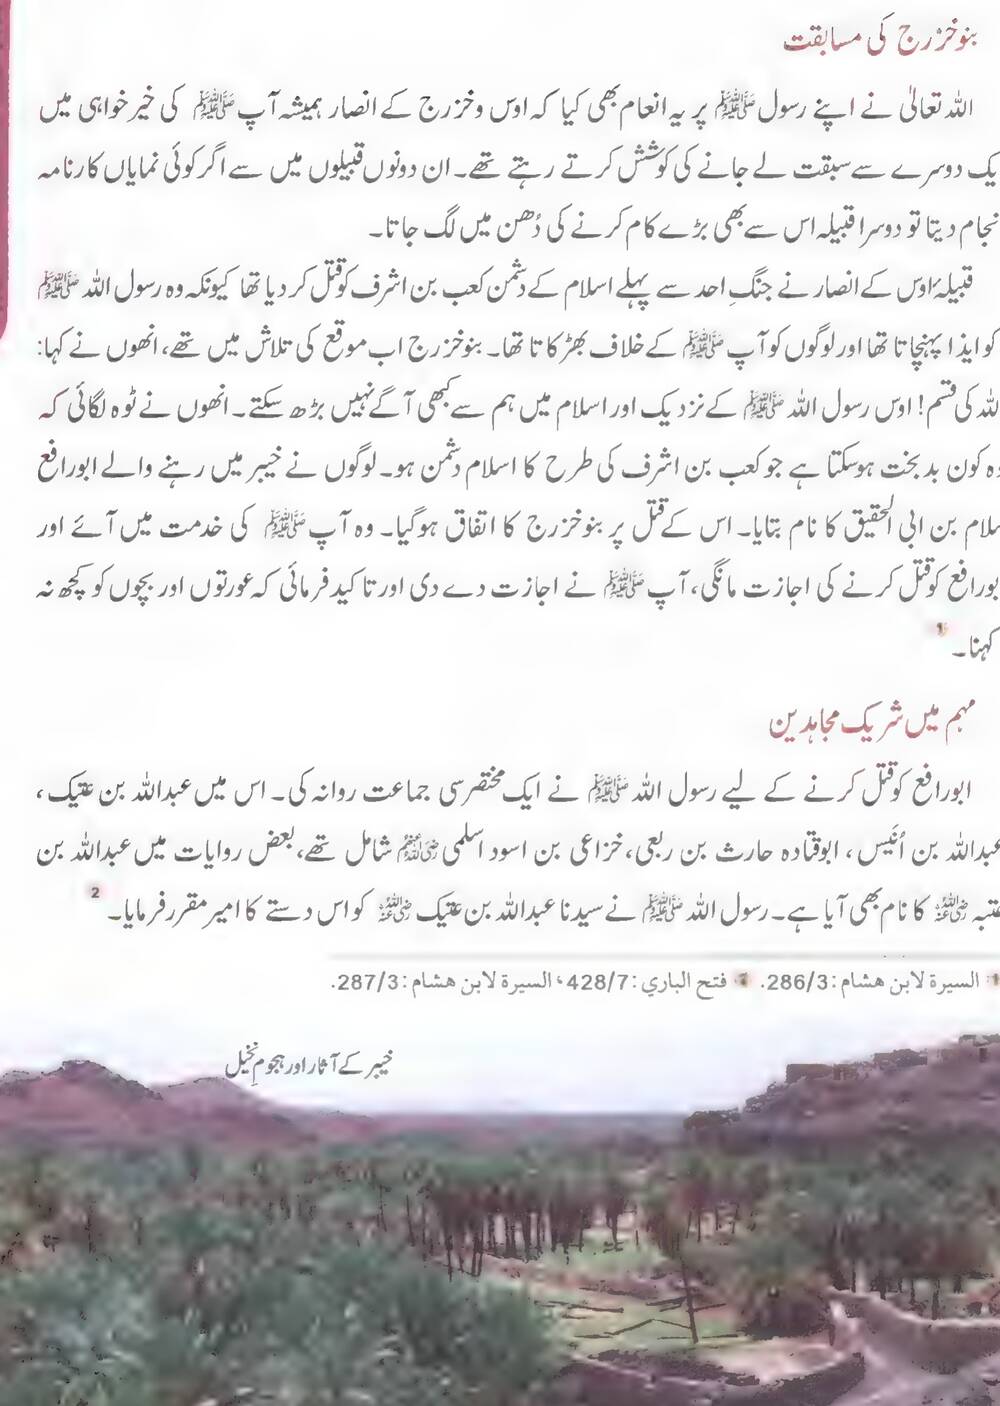 بنوخزرج کی مسابقت
اللہ تعالیٰ نے اپنے رسول ﷺ پر یہ انعام بھی کیا کہ اوس وخزرج کے انصار ہمیشہ آپ ﷺ کی خیر خواہی میں
یک دوسرے سے سبقت لے جانے کی کوشش کرتے رہتے تھے۔ ان دونوں قبیلوں میں سے اگر کوئی نمایاں کارنامہ
نجام دیتا تو دوسرا قبیلہ اس سے بھی بڑے کام کرنے کی دُھن میں لگ جاتا۔
قبیلۂ اوس کے انصار نے جنگِ احد سے پہلے اسلام کے دشمن کعب بن اشرف کو قتل کر دیا تھا کیونکہ وہ رسول اللہ ﷺ
کو ایذا پہنچاتا تھا اور لوگوں کو آپ ﷺ کے خلاف بھڑکاتا تھا۔ بنوخزرج اب موقع کی تلاش میں تھے، انھوں نے کہا:
للہ کی قسم! اوس رسول اللہ ﷺ کے نزدیک اور اسلام میں ہم سے کبھی آگے نہیں بڑھ سکتے۔ انھوں نے ٹوہ لگائی کہ
وہ کون بد بخت ہوسکتا ہے جو کعب بن اشرف کی طرح کا اسلام دشمن ہو۔ لوگوں نے خیبر میں رہنے والے ابورافع
سلام بن ابی الحقیق کا نام بتایا۔ اس کے قتل پر بنوخزرج کا اتفاق ہوگیا۔ وہ آپ ﷺ کی خدمت میں آئے اور
بورافع کو قتل کرنے کی اجازت مانگی، آپ ﷺ نے اجازت دے دی اور تاکید فرمائی کہ عورتوں اور بچوں کو کچھ نہ
کہنا۔ 1
مہم میں شریک مجاہدین
ابورافع کو قتل کرنے کے لیے رسول اللہ ﷺ نے ایک مختصر سی جماعت روانہ کی۔ اس میں عبداللہ بن عتیک،
عبداللہ بن اُنَیس، ابوقتادہ حارث بن ربعی، خزاعی بن اسود اسلمی رضی اللہ عنہم شامل تھے، بعض روایات میں عبداللہ بن
عتبہ رضی اللہ عنہ کا نام بھی آیا ہے۔ رسول اللہ ﷺ نے سیدنا عبداللہ بن عتیک رضی اللہ عنہ کو اس دستے کا امیر مقرر فرمایا۔ 2
1 السيرة لابن هشام: 286/3. 2 فتح الباري: 428/7، السيرة لابن هشام: 287/3.
خیبر کے آثار اور ہجومِ نخیل